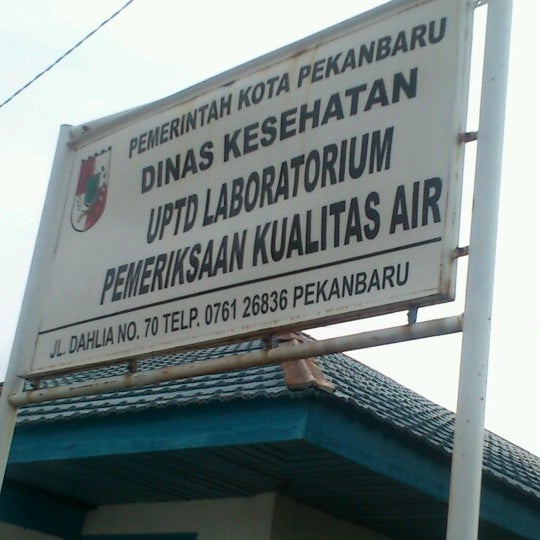 PEMERINTAH KOTA PEKANBARU
DINAS KESEHATAN
UPTD LABORATORIUM
PEMERIKSAAN KUALITAS AIR
JL. DAHLIA NO. 70 TELP. 0761 26836 PEKANBARU